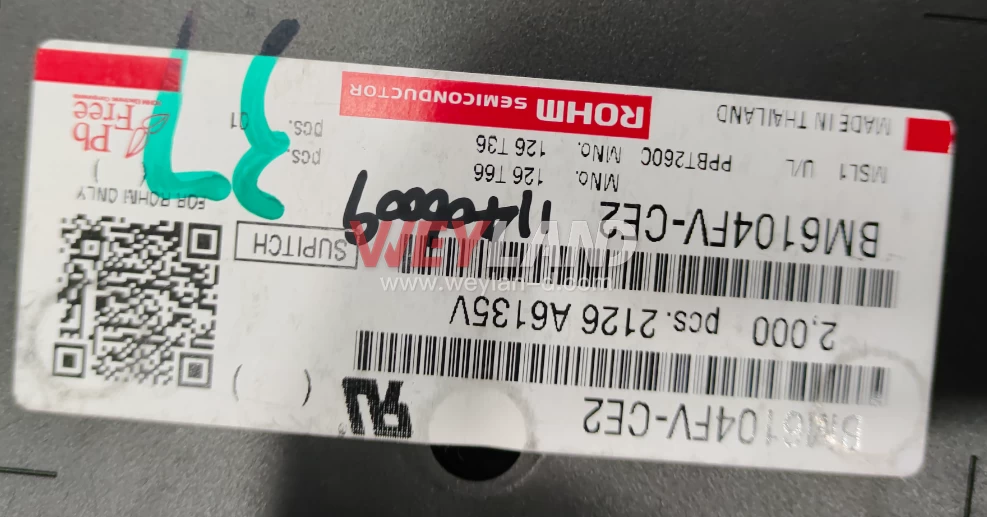 BM6104FV-CE2
2,000 pcs. 2126 A6135V
SUPITCH
BM6104FV-CE2
FOR ROHM ONLY
MNo. 126 T66 pcs.
MSL1 U/L PPBT260C MNo. 126 T36 pcs. 01
MADE IN THAILAND
ROHM SEMICONDUCTOR
Pb Free
37
WEYLAND
www.weyland-d.com